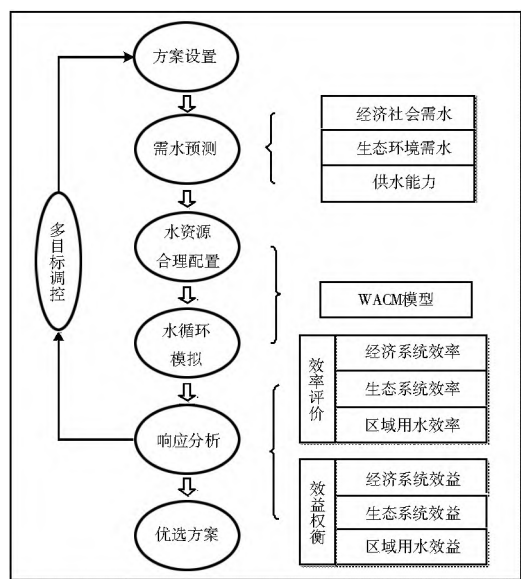 方案设置
需水预测
经济社会需水
生态环境需水
供水能力
多目标调控
水资源
合理配置
WACM模型
水循环
模拟
效率评价
经济系统效率
生态系统效率
区域用水效率
响应分析
效益权衡
经济系统效益
生态系统效益
区域用水效益
优选方案